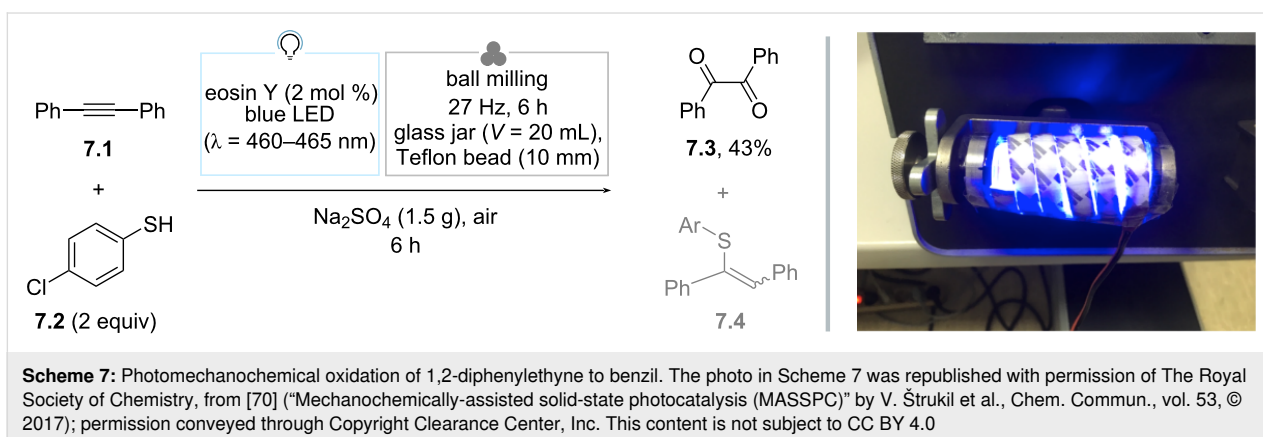 Ph
Ph
7.1
+
SH
Cl
7.2 (2 equiv)
eosin Y (2 mol %)
blue LED
(λ = 460–465 nm)
ball milling
27 Hz, 6 h
glass jar (V = 20 mL),
Teflon bead (10 mm)
Na₂SO₄ (1.5 g), air
6 h
O
Ph
Ph
O
7.3, 43%
+
Ar
S
Ph
Ph
7.4
Scheme 7: Photomechanochemical oxidation of 1,2-diphenylethyne to benzil. The photo in Scheme 7 was republished with permission of The Royal
Society of Chemistry, from [70] (“Mechanochemically-assisted solid-state photocatalysis (MASSPC)” by V. Štrukil et al., Chem. Commun., vol. 53, ©
2017); permission conveyed through Copyright Clearance Center, Inc. This content is not subject to CC BY 4.0